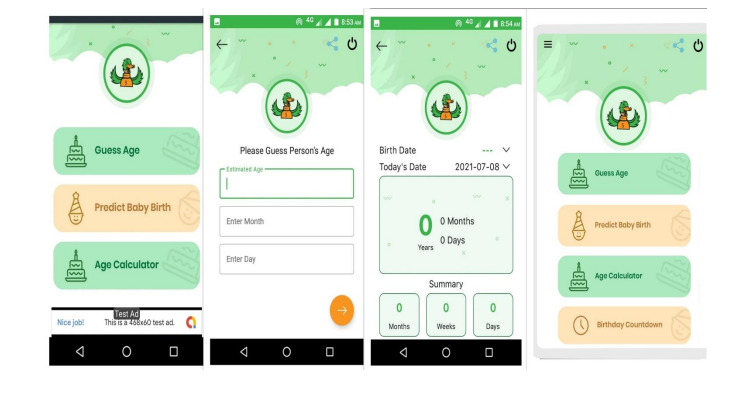 Guess Age
Predict Baby Birth
Age Calculator
Test Ad
Nice job! This is a 468x60 test ad.
4G 8:53 AM
Please Guess Person's Age
Estimated Age
Enter Month
Enter Day
4G 8:54 AM
Birth Date ---
Today's Date 2021-07-08
0 0 Months
Years 0 Days
Summary
0 0 0
Months Weeks Days
Guess Age
Predict Baby Birth
Age Calculator
Birthday Countdown